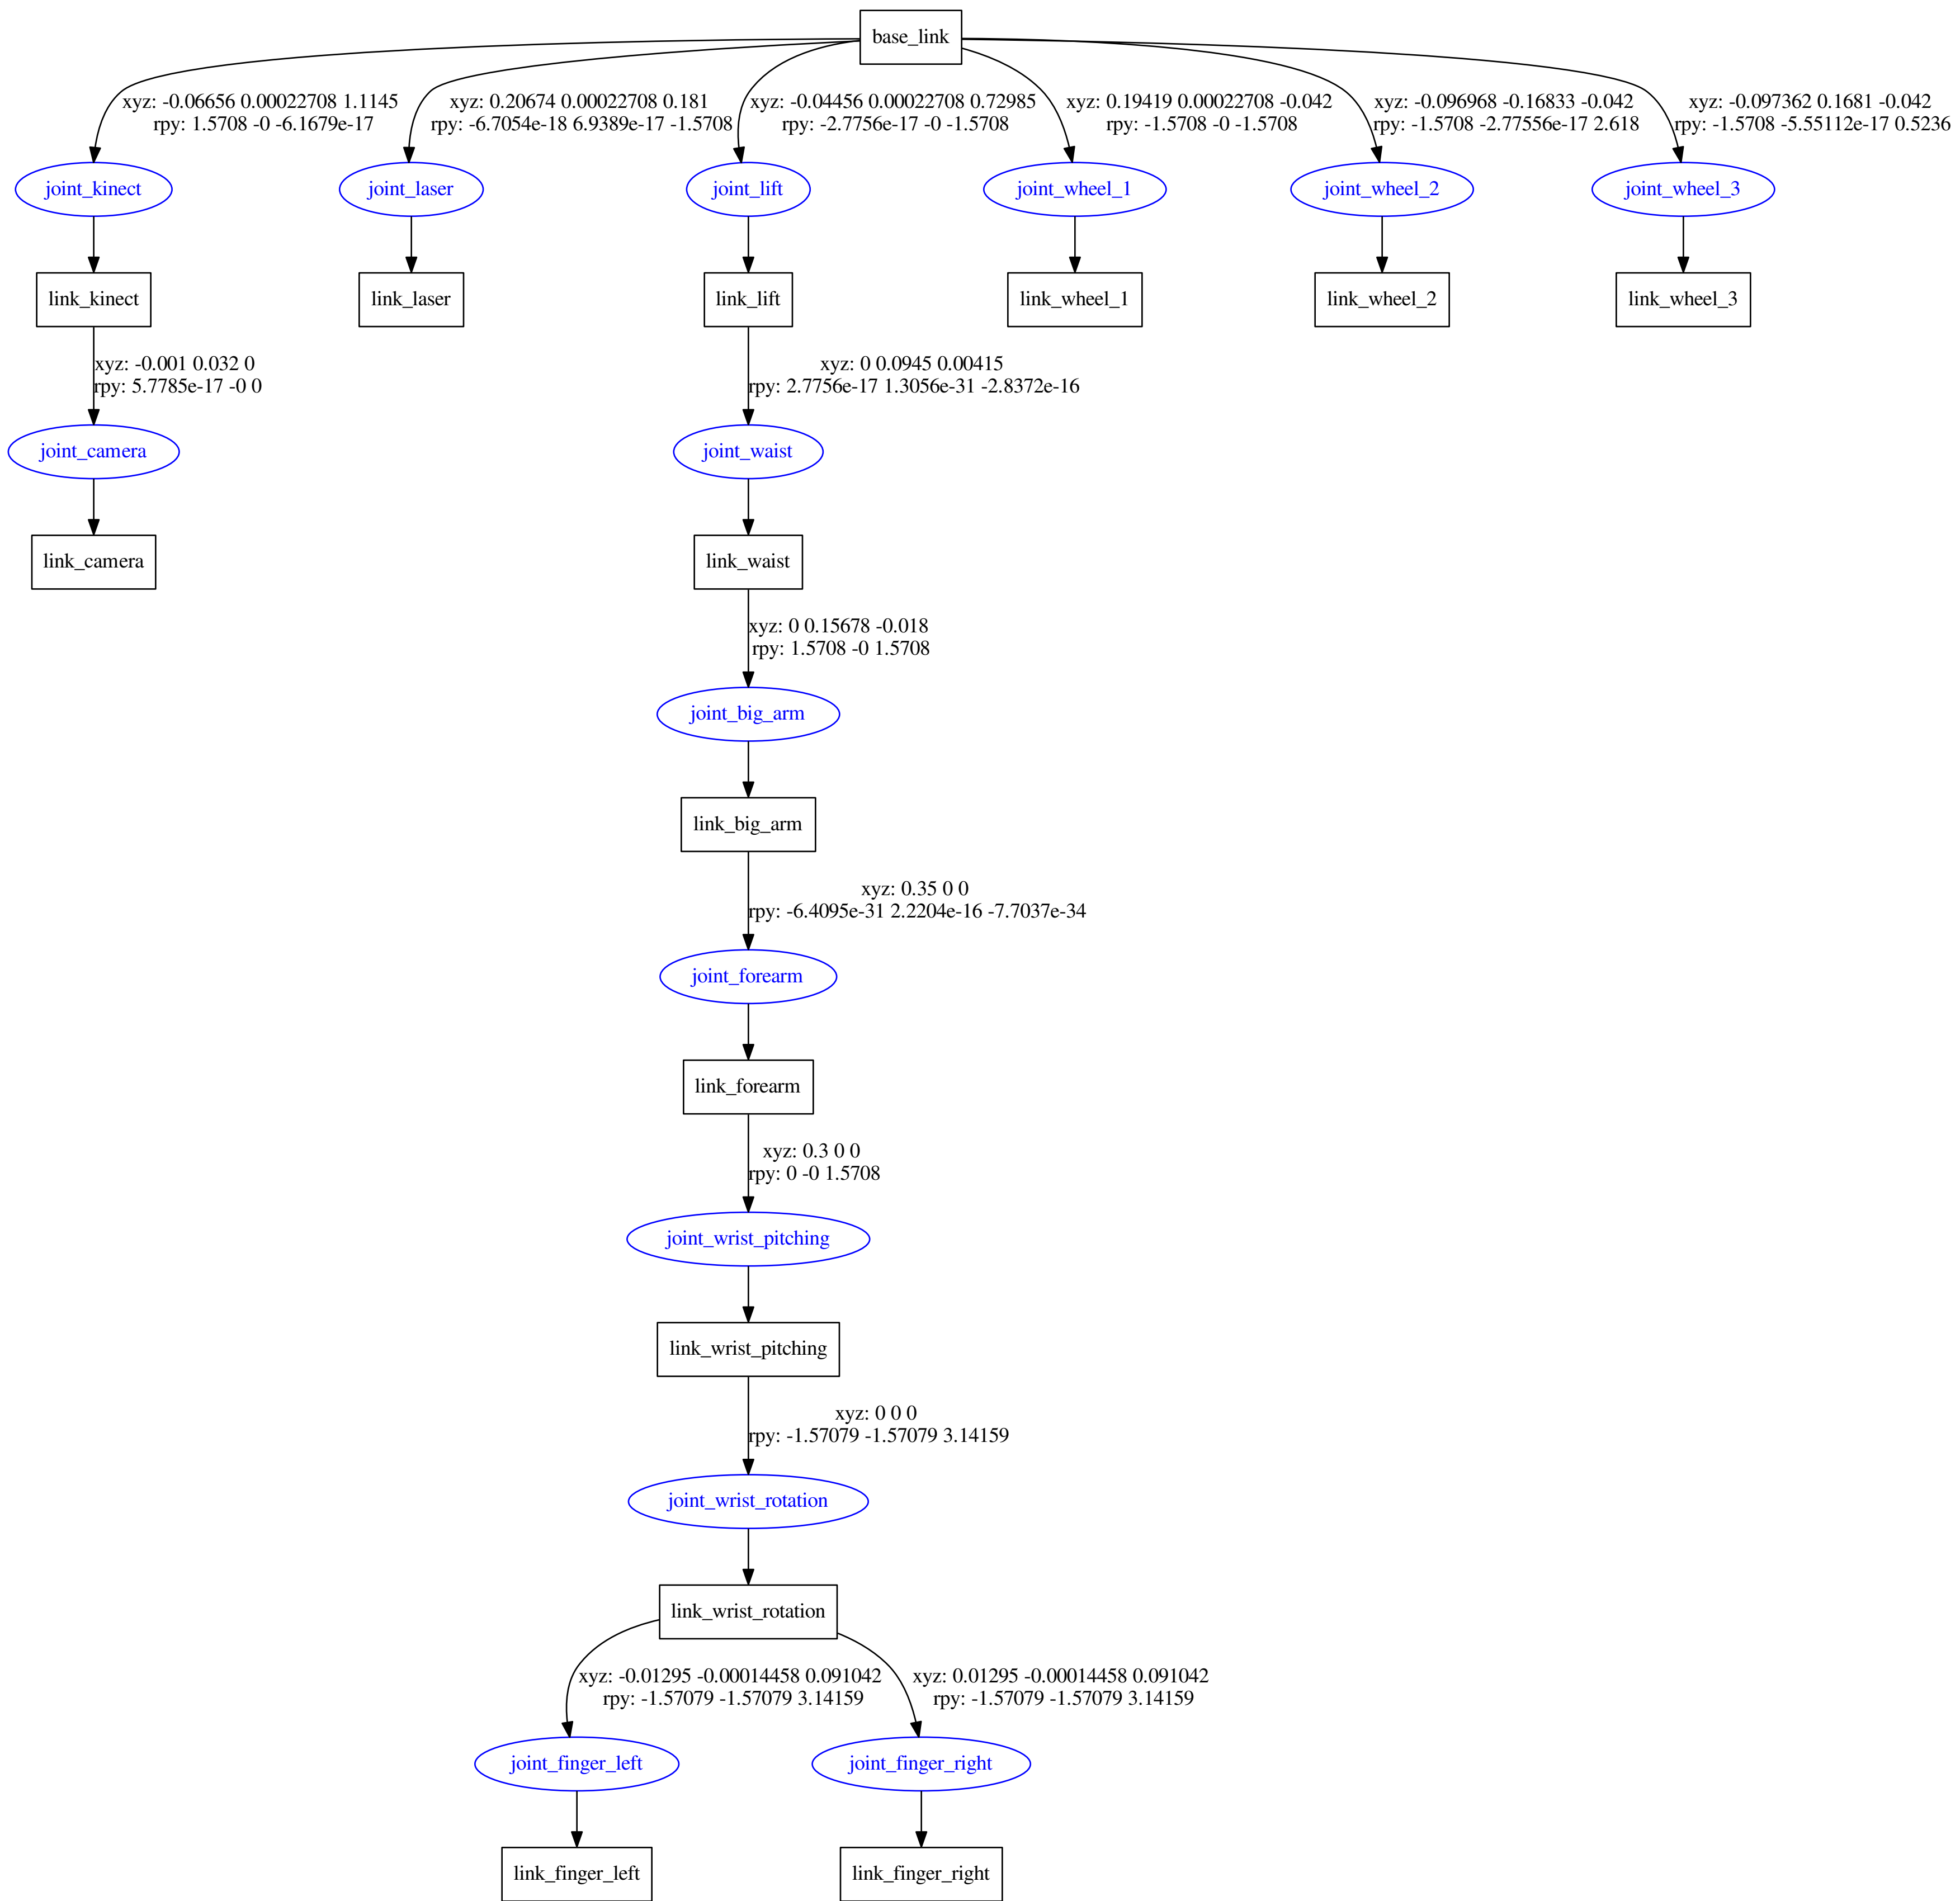 base_link
xyz: -0.06656 0.00022708 1.1145
rpy: 1.5708 -0 -6.1679e-17
xyz: 0.20674 0.00022708 0.181
rpy: -6.7054e-18 6.9389e-17 -1.5708
xyz: -0.04456 0.00022708 0.72985
rpy: -2.7756e-17 -0 -1.5708
xyz: 0.19419 0.00022708 -0.042
rpy: -1.5708 -0 -1.5708
xyz: -0.096968 -0.16833 -0.042
rpy: -1.5708 -2.77556e-17 2.618
xyz: -0.097362 0.1681 -0.042
rpy: -1.5708 -5.55112e-17 0.5236
joint_kinect
joint_laser
joint_lift
joint_wheel_1
joint_wheel_2
joint_wheel_3
link_kinect
link_laser
link_lift
link_wheel_1
link_wheel_2
link_wheel_3
xyz: -0.001 0.032 0
rpy: 5.7785e-17 -0 0
xyz: 0 0.0945 0.00415
rpy: 2.7756e-17 1.3056e-31 -2.8372e-16
joint_camera
joint_waist
link_camera
link_waist
xyz: 0 0.15678 -0.018
rpy: 1.5708 -0 1.5708
joint_big_arm
link_big_arm
xyz: 0.35 0 0
rpy: -6.4095e-31 2.2204e-16 -7.7037e-34
joint_forearm
link_forearm
xyz: 0.3 0 0
rpy: 0 -0 1.5708
joint_wrist_pitching
link_wrist_pitching
xyz: 0 0 0
rpy: -1.57079 -1.57079 3.14159
joint_wrist_rotation
link_wrist_rotation
xyz: -0.01295 -0.00014458 0.091042
rpy: -1.57079 -1.57079 3.14159
xyz: 0.01295 -0.00014458 0.091042
rpy: -1.57079 -1.57079 3.14159
joint_finger_left
joint_finger_right
link_finger_left
link_finger_right